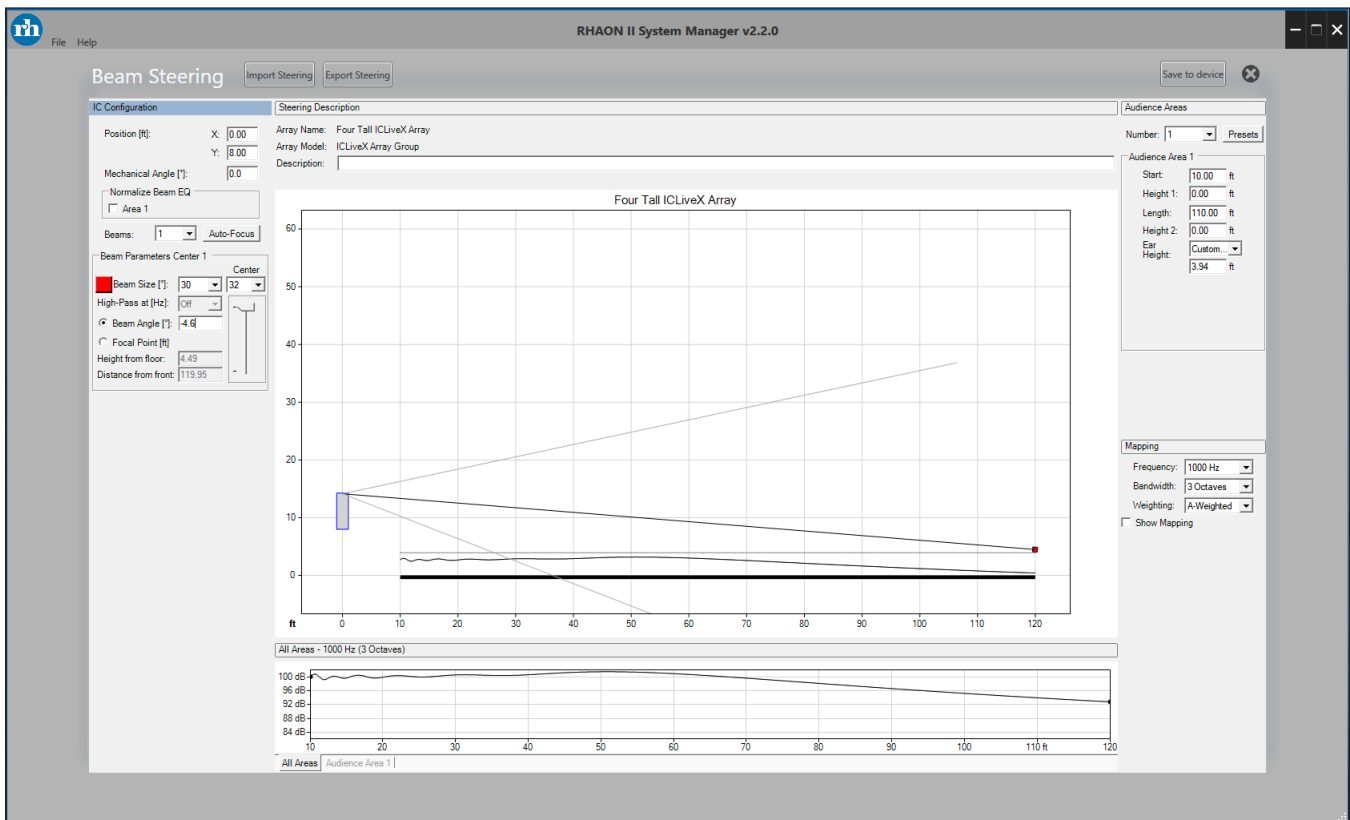 rh
File Help
RHAON II System Manager v2.2.0
Beam Steering
Import Steering
Export Steering
Save to device
IC Configuration
Position [ft]: X: 0.00
Y: 8.00
Mechanical Angle [°]: 0.0
Normalize Beam EQ
Area 1
Beams: 1 Auto-Focus
Beam Parameters Center 1
Center
Beam Size [°]: 30 32
High-Pass at [Hz]: Off
Beam Angle [°]: -4.6
Focal Point [ft]
Height from floor: 4.49
Distance from front: 119.95
Steering Description
Array Name: Four Tall ICLiveX Array
Array Model: ICLiveX Array Group
Description:
Four Tall ICLiveX Array
60
50
40
30
20
10
0
ft 0 10 20 30 40 50 60 70 80 90 100 110 120
All Areas - 1000 Hz (3 Octaves)
100 dB
96 dB
92 dB
88 dB
84 dB
10 20 30 40 50 60 70 80 90 100 110 ft 120
All Areas Audience Area 1
Audience Areas
Number: 1 Presets
Audience Area 1
Start: 10.00 ft
Height 1: 0.00 ft
Length: 110.00 ft
Height 2: 0.00 ft
Ear Height: Custom...
3.94 ft
Mapping
Frequency: 1000 Hz
Bandwidth: 3 Octaves
Weighting: A-Weighted
Show Mapping